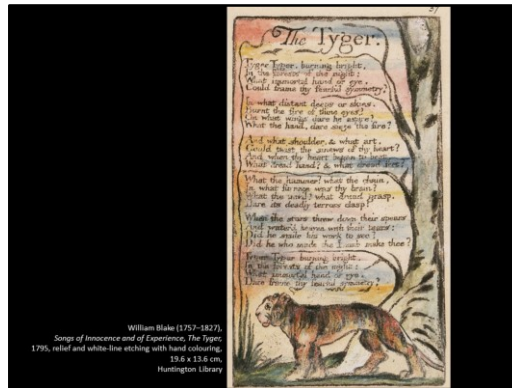 The Tyger.
Tyger Tyger, burning bright,
In the forests of the night:
What immortal hand or eye,
Could frame thy fearful symmetry?
In what distant deeps or skies.
Burnt the fire of thine eyes!
On what wings dare he aspire?
What the hand, dare sieze the fire?
And what shoulder, & what art,
Could twist the sinews of thy heart?
And when thy heart began to beat,
What dread hand? & what dread feet?
What the hammer? what the chain,
In what furnace was thy brain?
What the anvil? what dread grasp,
Dare its deadly terrors clasp?
When the stars threw down their spears
And water'd heaven with their tears:
Did he smile his work to see?
Did he who made the Lamb make thee?
Tyger Tyger burning bright,
In the forests of the night:
What immortal hand or eye,
Dare frame thy fearful symmetry?
William Blake (1757–1827),
Songs of Innocence and of Experience, The Tyger,
1795, relief and white-line etching with hand colouring,
19.6 x 13.6 cm,
Huntington Library